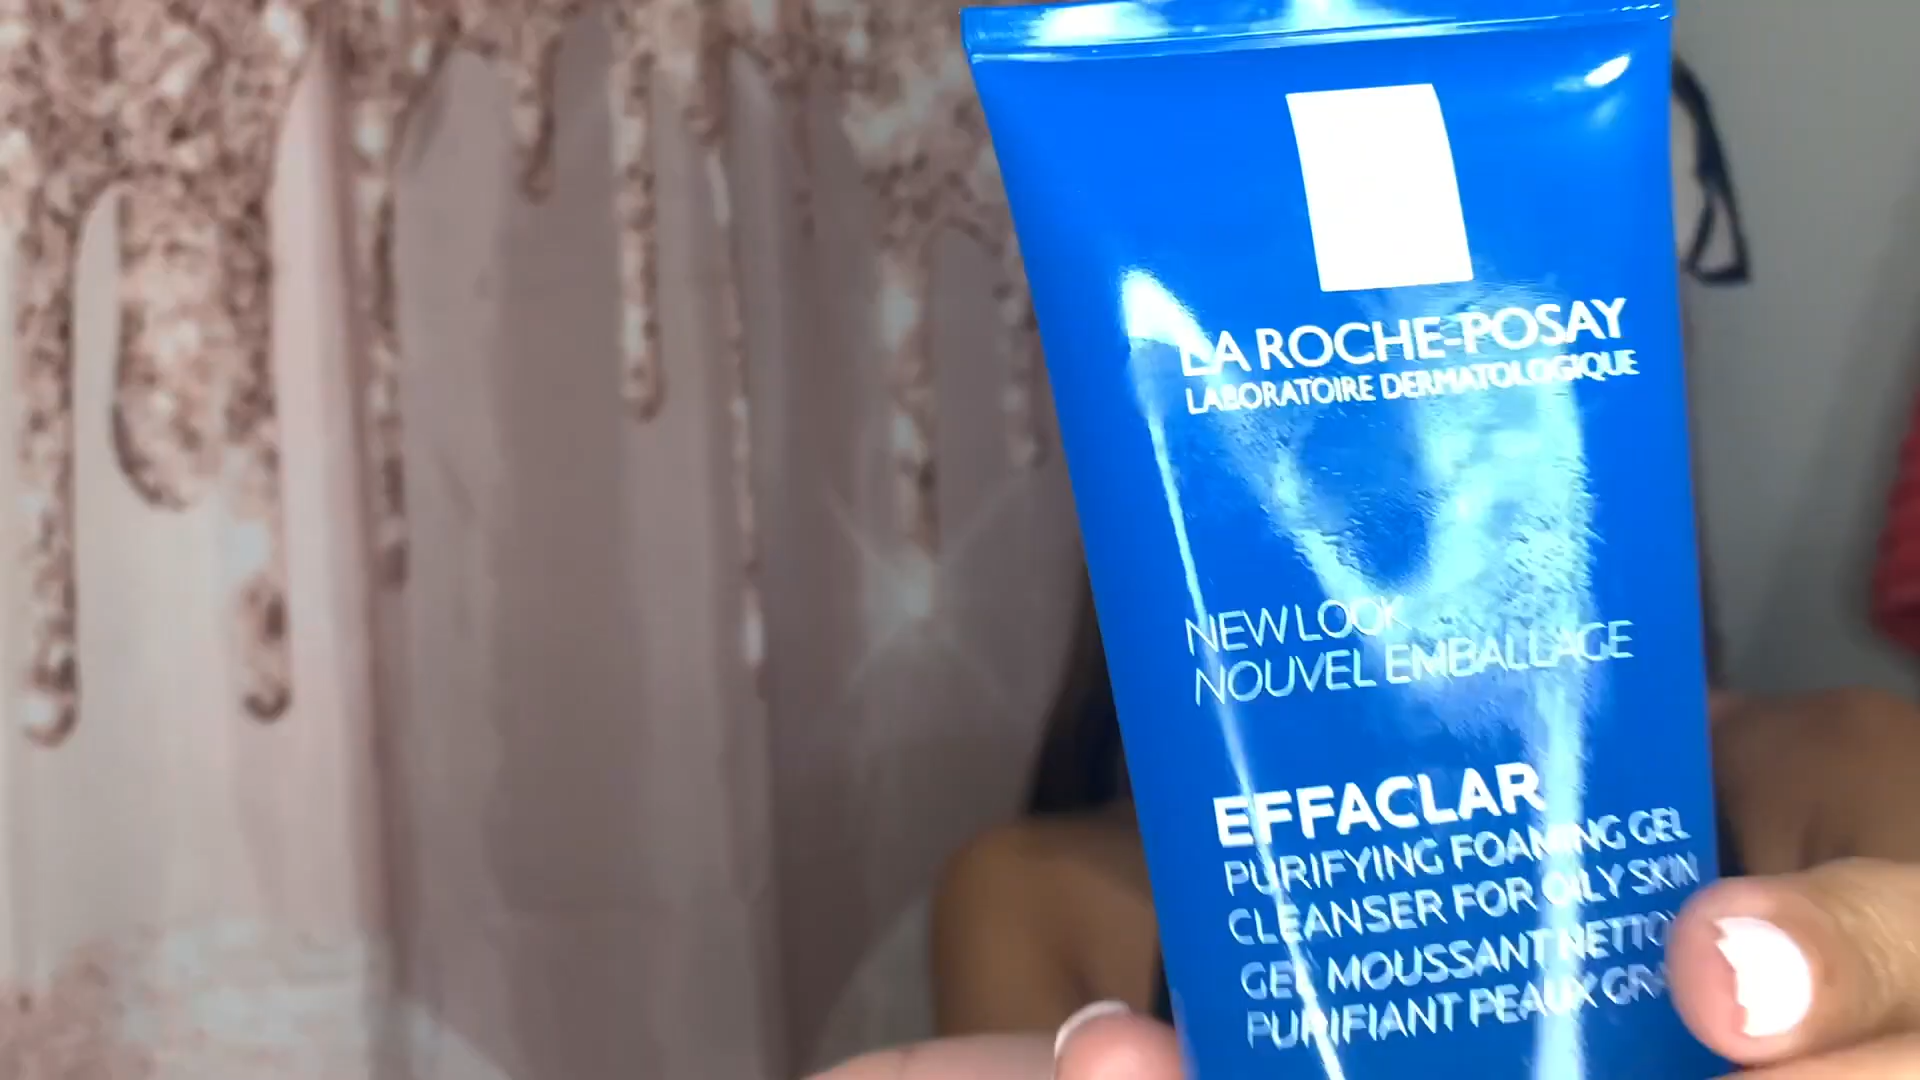 LA ROCHE-POSAY
LABORATOIRE DERMATOLOGIQUE
NEW LOOK
NOUVEL EMBALLAGE
EFFACLAR
PURIFYING FOAMING GEL
CLEANSER FOR OILY SKIN
GEL MOUSSANT
PURIFIANT PEAUX